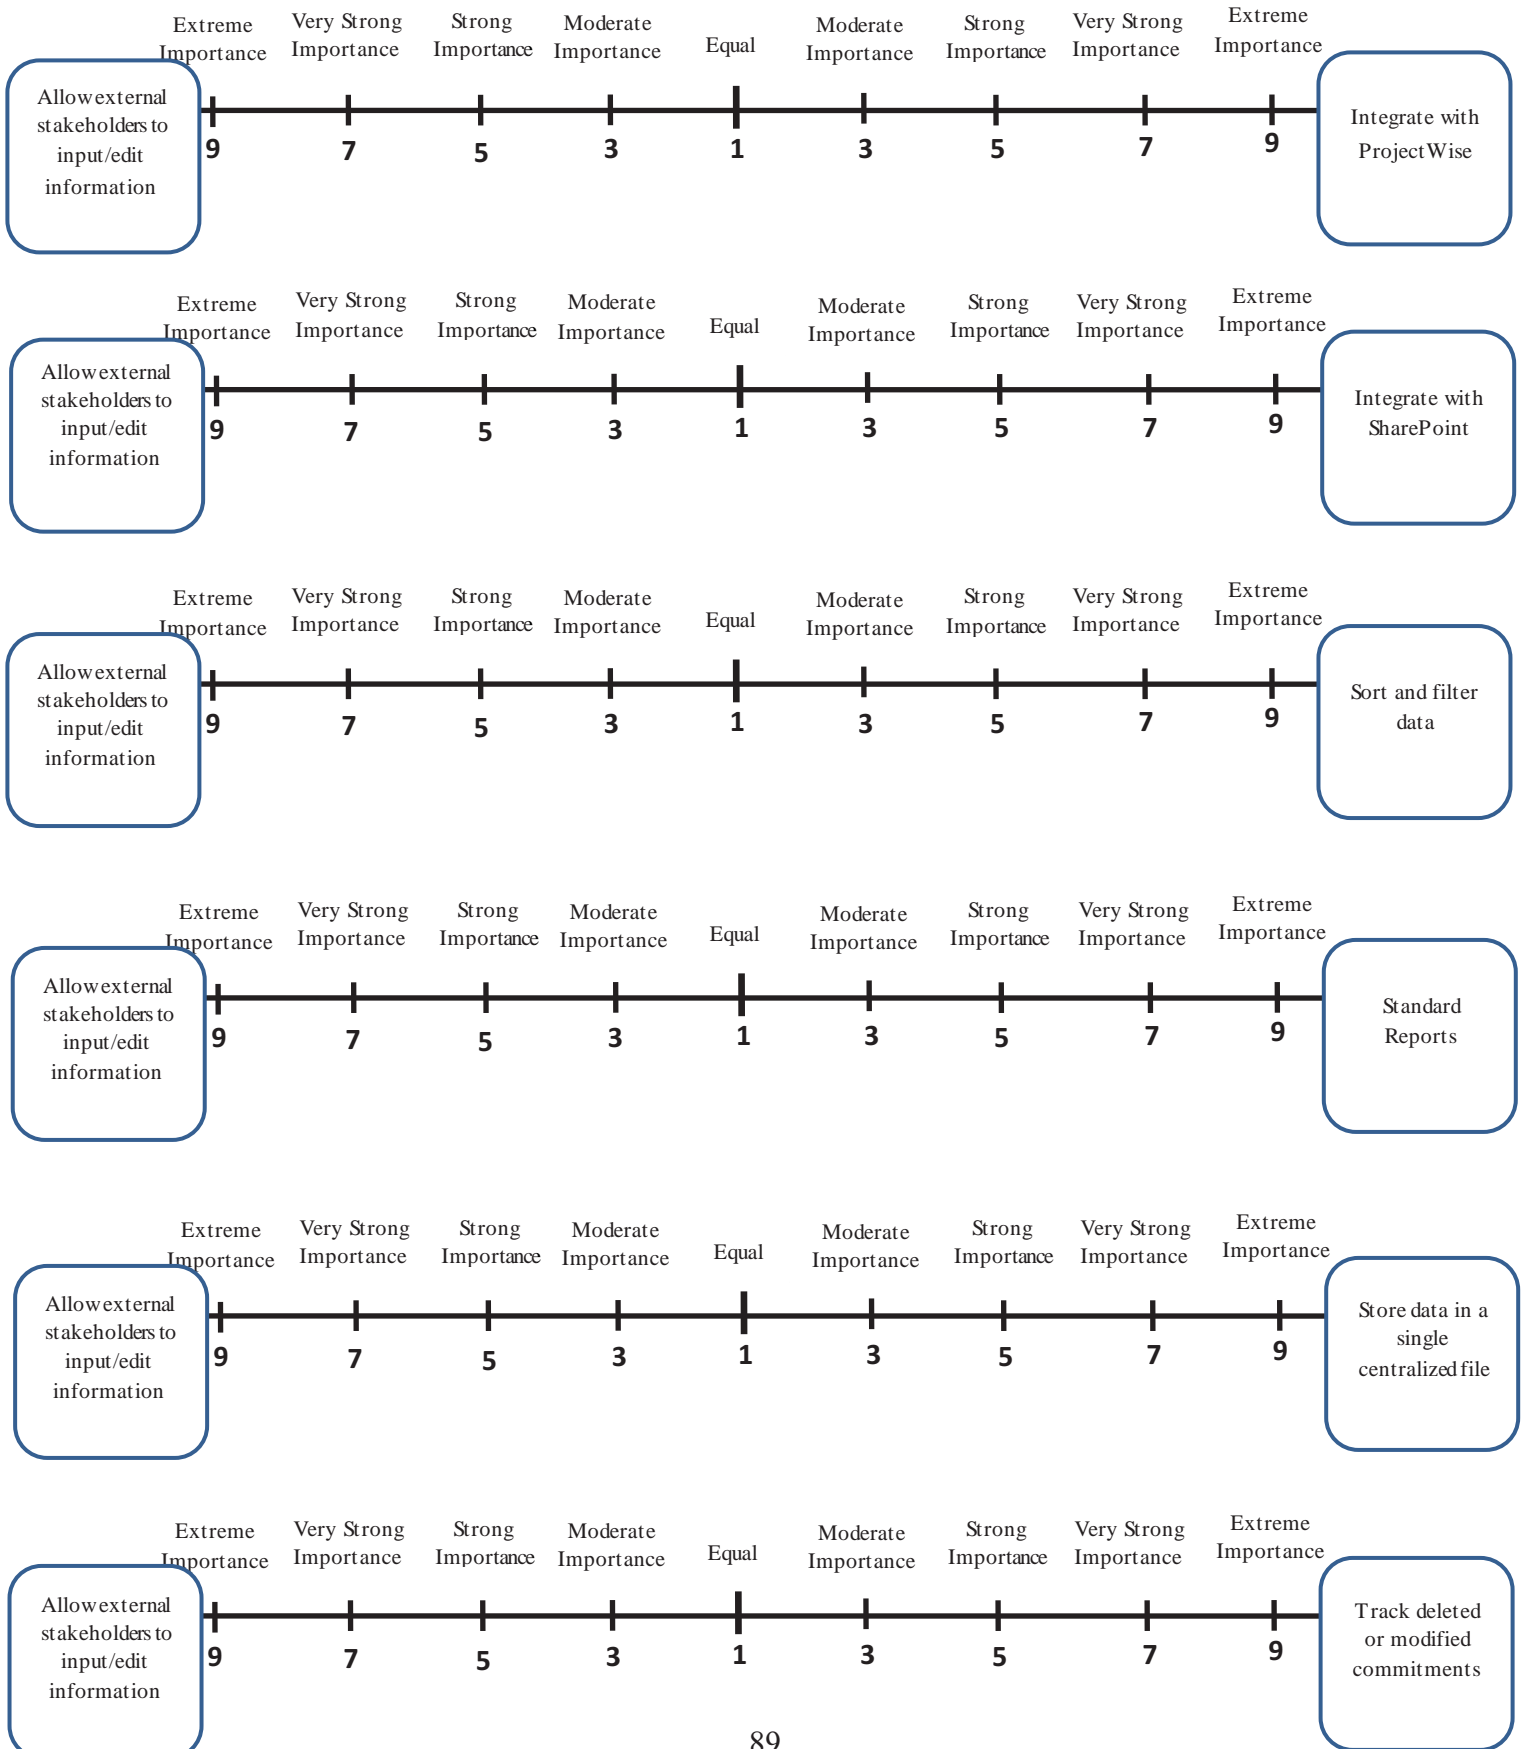 Extreme Very Strong Strong Moderate Equal Moderate Strong Very Strong Extreme
Importance Importance Importance Importance Importance Importance Importance Importance
Allow external
stakeholders to
input/edit
information
9 7 5 3 1 3 5 7 9
Integrate with
ProjectWise
Extreme Very Strong Strong Moderate Equal Moderate Strong Very Strong Extreme
Importance Importance Importance Importance Importance Importance Importance Importance
Allow external
stakeholders to
input/edit
information
9 7 5 3 1 3 5 7 9
Integrate with
SharePoint
Extreme Very Strong Strong Moderate Equal Moderate Strong Very Strong Extreme
Importance Importance Importance Importance Importance Importance Importance Importance
Allow external
stakeholders to
input/edit
information
9 7 5 3 1 3 5 7 9
Sort and filter
data
Extreme Very Strong Strong Moderate Equal Moderate Strong Very Strong Extreme
Importance Importance Importance Importance Importance Importance Importance Importance
Allow external
stakeholders to
input/edit
information
9 7 5 3 1 3 5 7 9
Standard
Reports
Extreme Very Strong Strong Moderate Equal Moderate Strong Very Strong Extreme
Importance Importance Importance Importance Importance Importance Importance Importance
Allow external
stakeholders to
input/edit
information
9 7 5 3 1 3 5 7 9
Store data in a
single
centralized file
Extreme Very Strong Strong Moderate Equal Moderate Strong Very Strong Extreme
Importance Importance Importance Importance Importance Importance Importance Importance
Allow external
stakeholders to
input/edit
information
9 7 5 3 1 3 5 7 9
Track deleted
or modified
commitments
89